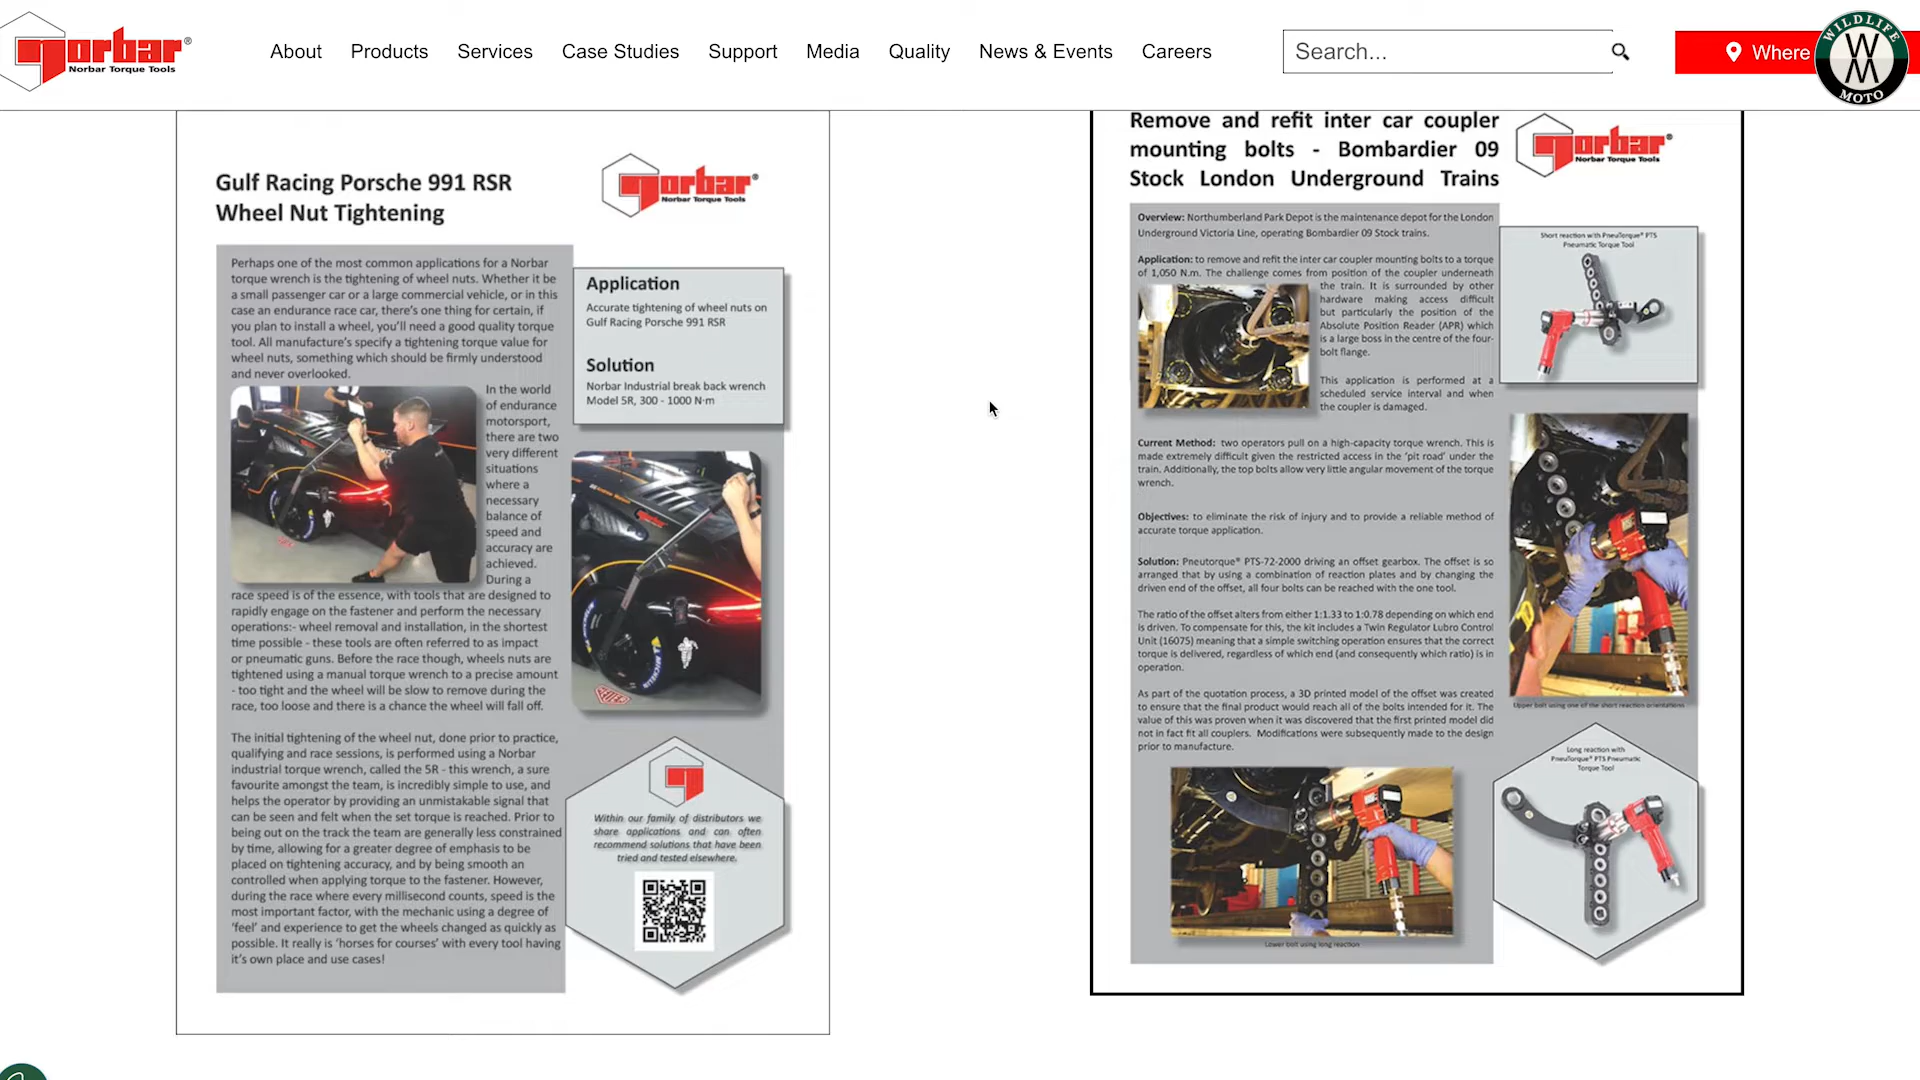 Norbar®
Norbar Torque Tools
About
Products
Services
Case Studies
Support
Media
Quality
News & Events
Careers
Search...
Where
WILDLIFE
MOTO
Gulf Racing Porsche 991 RSR
Wheel Nut Tightening
Norbar®
Norbar Torque Tools
Perhaps one of the most common applications for a Norbar
torque wrench is the tightening of wheel nuts. Whether it be
a small passenger car or a large commercial vehicle, or in this
case an endurance race car, there's one thing for certain, if
you plan to install a wheel, you'll need a good quality torque
tool. All manufacture's specify a tightening torque value for
wheel nuts, something which should be firmly understood
and never overlooked.
In the world
of endurance
motorsport,
there are two
very different
situations
where a
necessary
balance of
speed and
accuracy are
achieved.
During a
race speed is of the essence, with tools that are designed to
rapidly engage on the fastener and perform the necessary
operations:- wheel removal and installation, in the shortest
time possible - these tools are often referred to as impact
or pneumatic guns. Before the race though, wheels nuts are
tightened using a manual torque wrench to a precise amount
- too tight and the wheel will be slow to remove during the
race, too loose and there is a chance the wheel will fall off.
The initial tightening of the wheel nut, done prior to practice,
qualifying and race sessions, is performed using a Norbar
industrial torque wrench, called the 5R - this wrench, a sure
favourite amongst the team, is incredibly simple to use, and
helps the operator by providing an unmistakable signal that
can be seen and felt when the set torque is reached. Prior to
being out on the track the team are generally less constrained
by time, allowing for a greater degree of emphasis to be
placed on tightening accuracy, and by being smooth an
controlled when applying torque to the fastener. However,
during the race where every millisecond counts, speed is the
most important factor, with the mechanic using a degree of
'feel' and experience to get the wheels changed as quickly as
possible. It really is 'horses for courses' with every tool having
it's own place and use cases!
Application
Accurate tightening of wheel nuts on
Gulf Racing Porsche 991 RSR
Solution
Norbar Industrial break back wrench
Model 5R, 300 - 1000 N·m
Within our family of distributors we
share applications and can often
recommend solutions that have been
tried and tested elsewhere.
Remove and refit inter car coupler
mounting bolts - Bombardier 09
Stock London Underground Trains
Norbar®
Norbar Torque Tools
Overview: Northumberland Park Depot is the maintenance depot for the London
Underground Victoria Line, operating Bombardier 09 Stock trains.
Application: to remove and refit the inter car coupler mounting bolts to a torque
of 1,050 N.m. The challenge comes from position of the coupler underneath
the train. It is surrounded by other
hardware making access difficult
but particularly the position of the
Absolute Position Reader (APR) which
is a large boss in the centre of the four-
bolt flange.
This application is performed at a
scheduled service interval and when
the coupler is damaged.
Current Method: two operators pull on a high-capacity torque wrench. This is
made extremely difficult given the restricted access in the 'pit road' under the
train. Additionally, the top bolts allow very little angular movement of the torque
wrench.
Objectives: to eliminate the risk of injury and to provide a reliable method of
accurate torque application.
Solution: Pneutorque® PTS-72-2000 driving an offset gearbox. The offset is so
arranged that by using a combination of reaction plates and by changing the
driven end of the offset, all four bolts can be reached with the one tool.
The ratio of the offset alters from either 1:1.33 to 1:0.78 depending on which end
is driven. To compensate for this, the kit includes a Twin Regulator Lubro Control
Unit (16075) meaning that a simple switching operation ensures that the correct
torque is delivered, regardless of which end (and consequently which ratio) is in
operation.
As part of the quotation process, a 3D printed model of the offset was created
to ensure that the final product would reach all of the bolts intended for it. The
value of this was proven when it was discovered that the first printed model did
not in fact fit all couplers. Modifications were subsequently made to the design
prior to manufacture.
Lower bolt using long reaction
Short reaction with PneuTorque® PTS
Pneumatic Torque Tool
Upper bolt using one of the short reaction orientations
Long reaction with
PneuTorque® PTS Pneumatic
Torque Tool